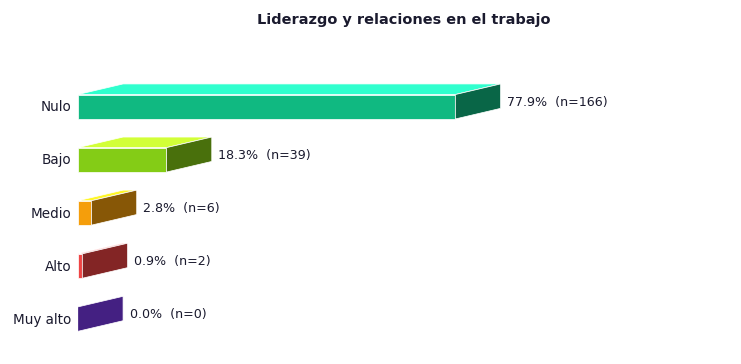 Liderazgo y relaciones en el trabajo
Nulo 77.9% (n=166)
Bajo 18.3% (n=39)
Medio 2.8% (n=6)
Alto 0.9% (n=2)
Muy alto 0.0% (n=0)